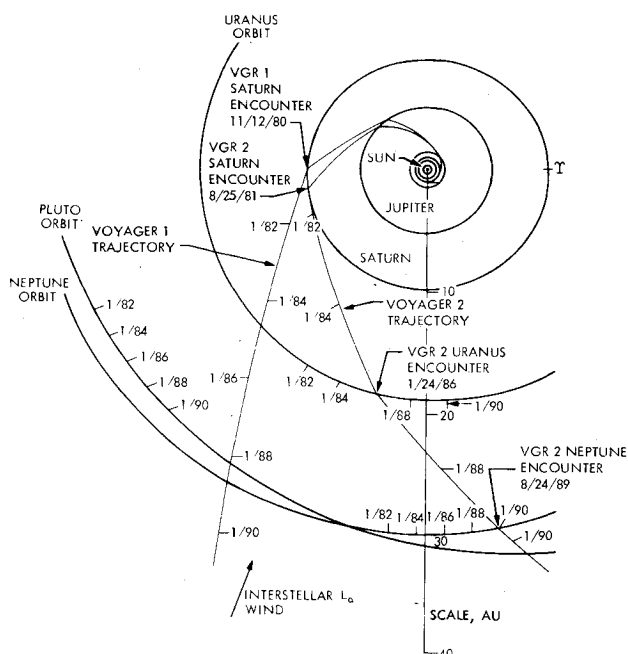 URANUS
ORBIT
VGR 1
SATURN
ENCOUNTER
11/12/80
VGR 2
SATURN
ENCOUNTER
8/25/81
SUN
ϒ
JUPITER
SATURN
PLUTO
ORBIT
VOYAGER 1
TRAJECTORY
1/82
1/82
NEPTUNE
ORBIT
10
1/82
1/84
1/86
1/88
1/90
1/84
1/84
VOYAGER 2
TRAJECTORY
VGR 2 URANUS
ENCOUNTER
1/24/86
1/86
1/82
1/84
1/88
1/90
20
1/88
1/88
VGR 2 NEPTUNE
ENCOUNTER
8/24/89
1/82
1/84
1/86
1/88
1/90
1/90
1/90
30
INTERSTELLAR Lα
WIND
SCALE, AU
40